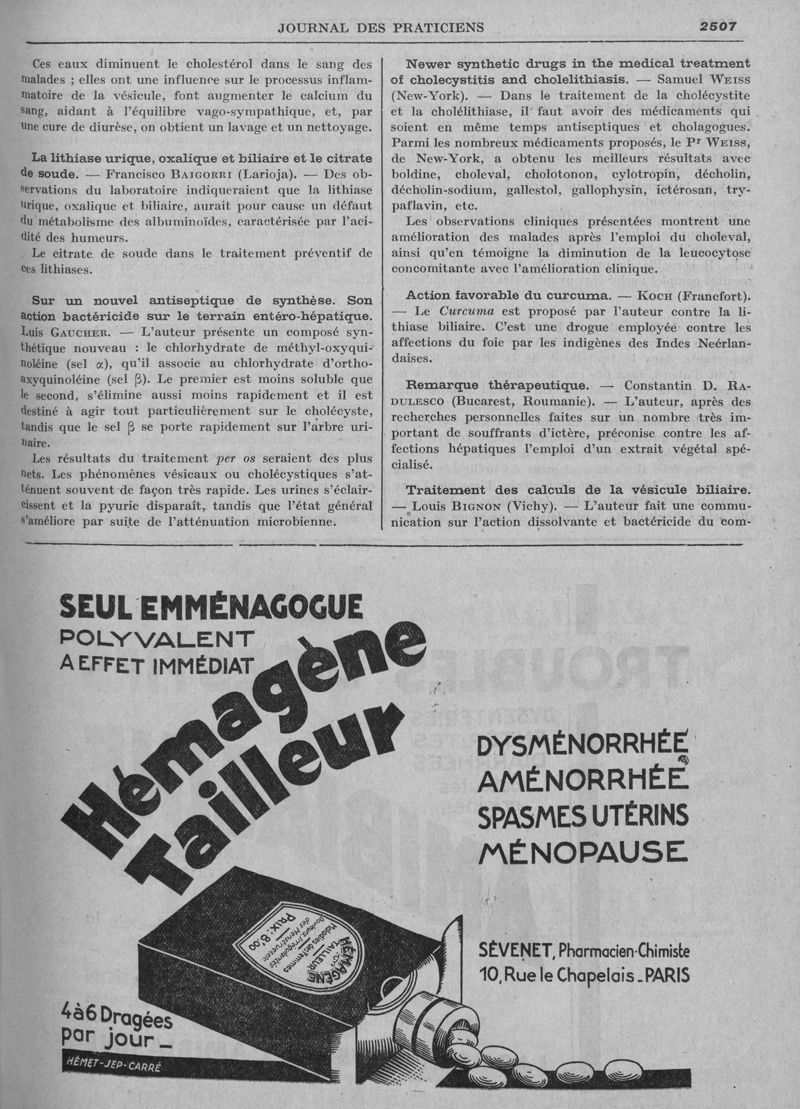 JOURNAL DES PRATICIENS
2507
Ces eaux diminuent le cholestérol dans le sang des
malades ; elles ont une influence sur le processus inflam-
matoire de la vésicule, font augmenter le calcium du
sang, aidant à l'équilibre vago-sympathique, et, par
une cure de diurèse, on obtient un lavage et un nettoyage.
La lithiase urique, oxalique et biliaire et le citrate
de soude. — Francisco BAIGORRI (Larioja). — Des ob-
servations du laboratoire indiqueraient que la lithiase
urique, oxalique et biliaire, aurait pour cause un défaut
du métabolisme des albuminoïdes, caractérisée par l'aci-
dité des humeurs.
Le citrate de soude dans le traitement préventif de
ces lithiases.
Sur un nouvel antiseptique de synthèse. Son
action bactéricide sur le terrain entéro-hépatique.
Luis GAUCHER. — L'auteur présente un composé syn-
thétique nouveau : le chlorhydrate de méthyl-oxyqui-
noléine (sel α), qu'il associe au chlorhydrate d'ortho-
axyquinoléine (sel β). Le premier est moins soluble que
le second, s'élimine aussi moins rapidement et il est
destiné à agir tout particulièrement sur le cholécyste,
tandis que le sel β se porte rapidement sur l'arbre uri-
naire.
Les résultats du traitement per os seraient des plus
nets. Les phénomènes vésicaux ou cholécystiques s'at-
ténuent souvent de façon très rapide. Les urines s'éclair-
cissent et la pyurie disparaît, tandis que l'état général
s'améliore par suite de l'atténuation microbienne.
Newer synthetic drugs in the medical treatment
of cholecystitis and cholelithiasis. — Samuel WEISS
(New-York). — Dans le traitement de la cholécystite
et la cholélithiase, il faut avoir des médicaments qui
soient en même temps antiseptiques et cholagogues.
Parmi les nombreux médicaments proposés, le Pr WEISS,
de New-York, a obtenu les meilleurs résultats avec
boldine, choleval, cholotonon, cylotropin, décholin,
décholin-sodium, gallestol, gallophysin, ictérosan, try-
paflavin, etc.
Les observations cliniques présentées montrent une
amélioration des malades après l'emploi du choleval,
ainsi qu'en témoigne la diminution de la leucocytose
concomitante avec l'amélioration clinique.
Action favorable du curcuma. — KOCH (Francfort).
— Le Curcuma est proposé par l'auteur contre la li-
thiase biliaire. C'est une drogue employée contre les
affections du foie par les indigènes des Indes Neérlan-
daises.
Remarque thérapeutique. — Constantin D. RA-
DULESCO (Bucarest, Roumanie). — L'auteur, après des
recherches personnelles faites sur un nombre très im-
portant de souffrants d'ictère, préconise contre les af-
fections hépatiques l'emploi d'un extrait végétal spé-
cialisé.
Traitement des calculs de la vésicule biliaire.
— Louis BIGNON (Vichy). — L'auteur fait une commu-
nication sur l'action dissolvante et bactéricide du com-
SEUL EMMÉNAGOGUE
POLYVALENT
A EFFET IMMÉDIAT
Hémagène
Tailleur
DYSMÉNORRHÉE
AMÉNORRHÉE
SPASMES UTÉRINS
MÉNOPAUSE
HÉMAGÈNE
TAILLEUR
Maladies des Femmes
Douleurs, Irrégularités
des Menstrues
PRIX : 8'00
SÉVENET, Pharmacien-Chimiste
10, Rue le Chapelais _ PARIS
4 à 6 Dragées
par jour _
HÉMET-JEP-CARRÉ